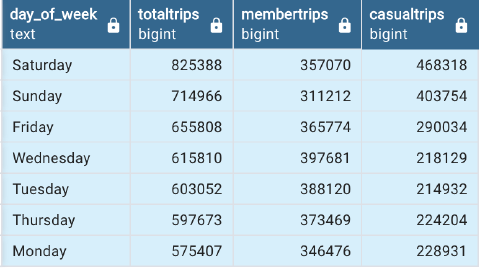 day_of_week totaltrips membertrips casualtrips
text bigint bigint bigint
Saturday 825388 357070 468318
Sunday 714966 311212 403754
Friday 655808 365774 290034
Wednesday 615810 397681 218129
Tuesday 603052 388120 214932
Thursday 597673 373469 224204
Monday 575407 346476 228931